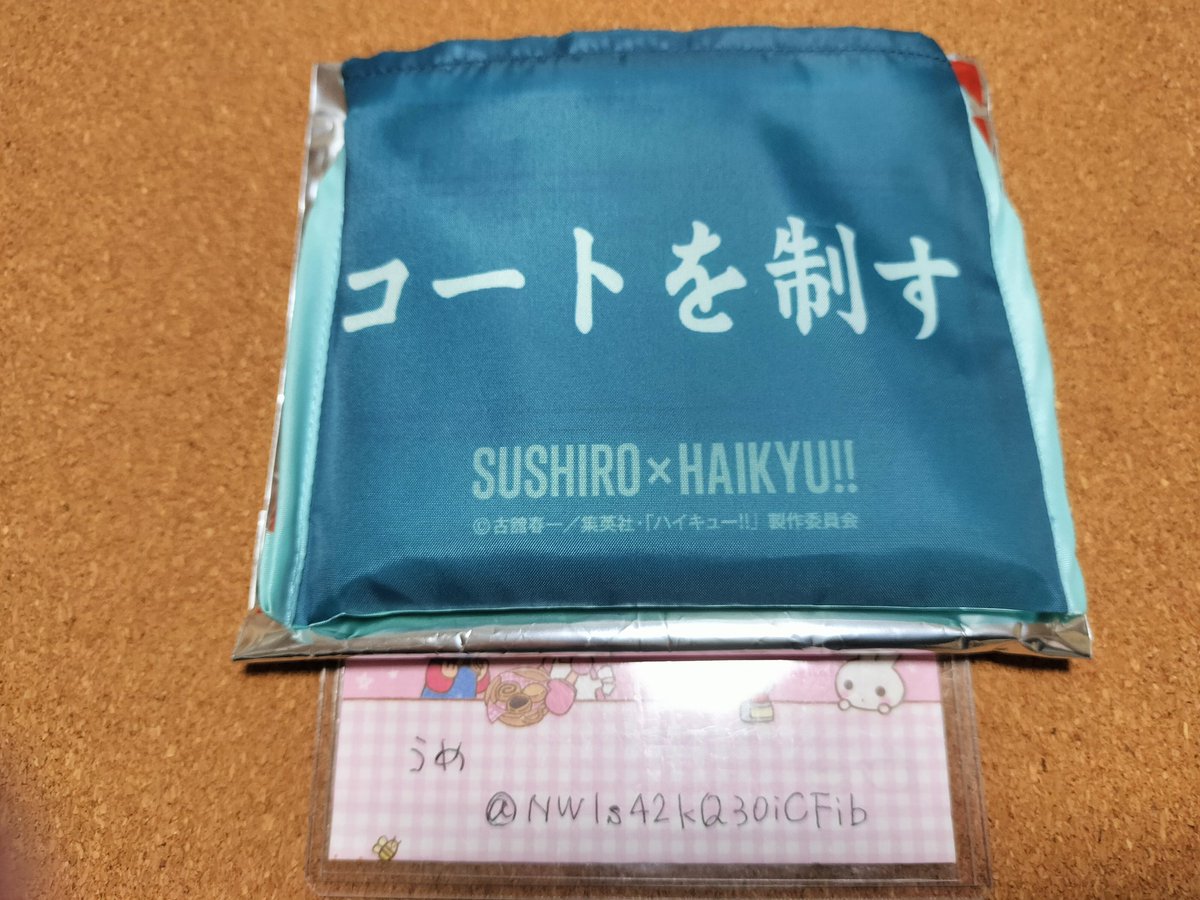 コートを制す
SUSHIRO×HAIKYU!!
©古舘春一／集英社・「ハイキュー!!」製作委員会
うめ
@NWls42kQ30iCFib